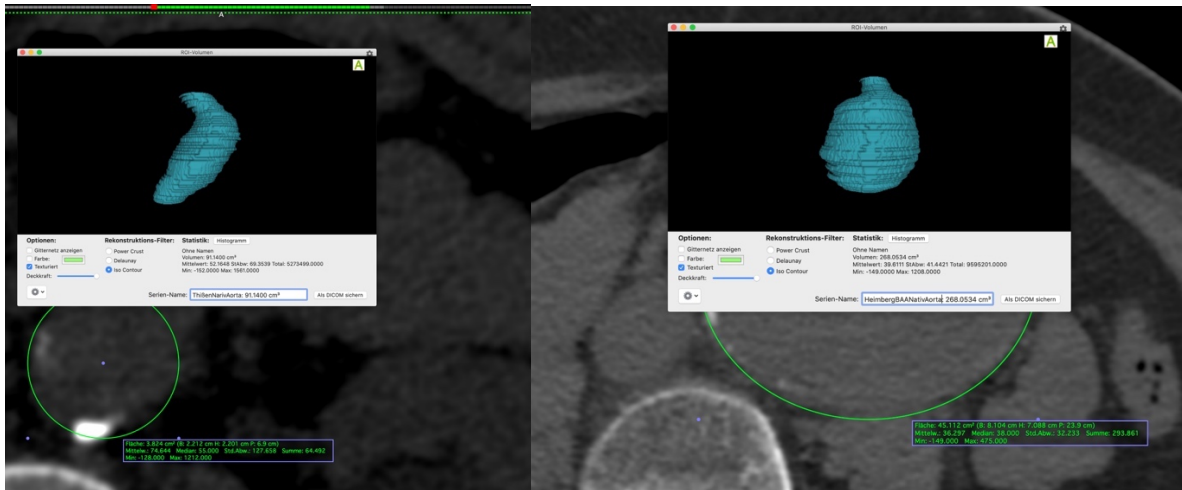 A
ROI-Volumen
A
Optionen:
Gitternetz anzeigen
Farbe:
Texturiert
Deckkraft:
Rekonstruktions-Filter:
Power Crust
Delaunay
Iso Contour
Statistik: Histogramm
Ohne Namen
Volumen: 91.1400 cm³
Mittelwert: 52.1648 StAbw: 69.3539 Total: 5273499.0000
Min: -152.0000 Max: 1581.0000
Serien-Name: ThillenNarivAorta: 91.1400 cm³ Als DICOM sichern
Fläche: 3.824 cm² (B: 2.212 cm H: 2.201 cm P: 6.9 cm)
Mittelw.: 74.644 Median: 55.000 Std.Abw.: 127.658 Summe: 64.492
Min: -128.000 Max: 1212.000
ROI-Volumen
A
Optionen:
Gitternetz anzeigen
Farbe:
Texturiert
Deckkraft:
Rekonstruktions-Filter:
Power Crust
Delaunay
Iso Contour
Statistik: Histogramm
Ohne Namen
Volumen: 268.0534 cm³
Mittelwert: 39.6111 StAbw: 41.4421 Total: 9595201.0000
Min: -149.0000 Max: 1208.0000
Serien-Name: HeimbergBAANativAorta: 268.0534 cm³ Als DICOM sichern
Fläche: 45.112 cm² (B: 8.104 cm H: 7.088 cm P: 23.9 cm)
Mittelw.: 36.297 Median: 38.000 Std.Abw.: 32.233 Summe: 293.861
Min: -149.000 Max: 475.000